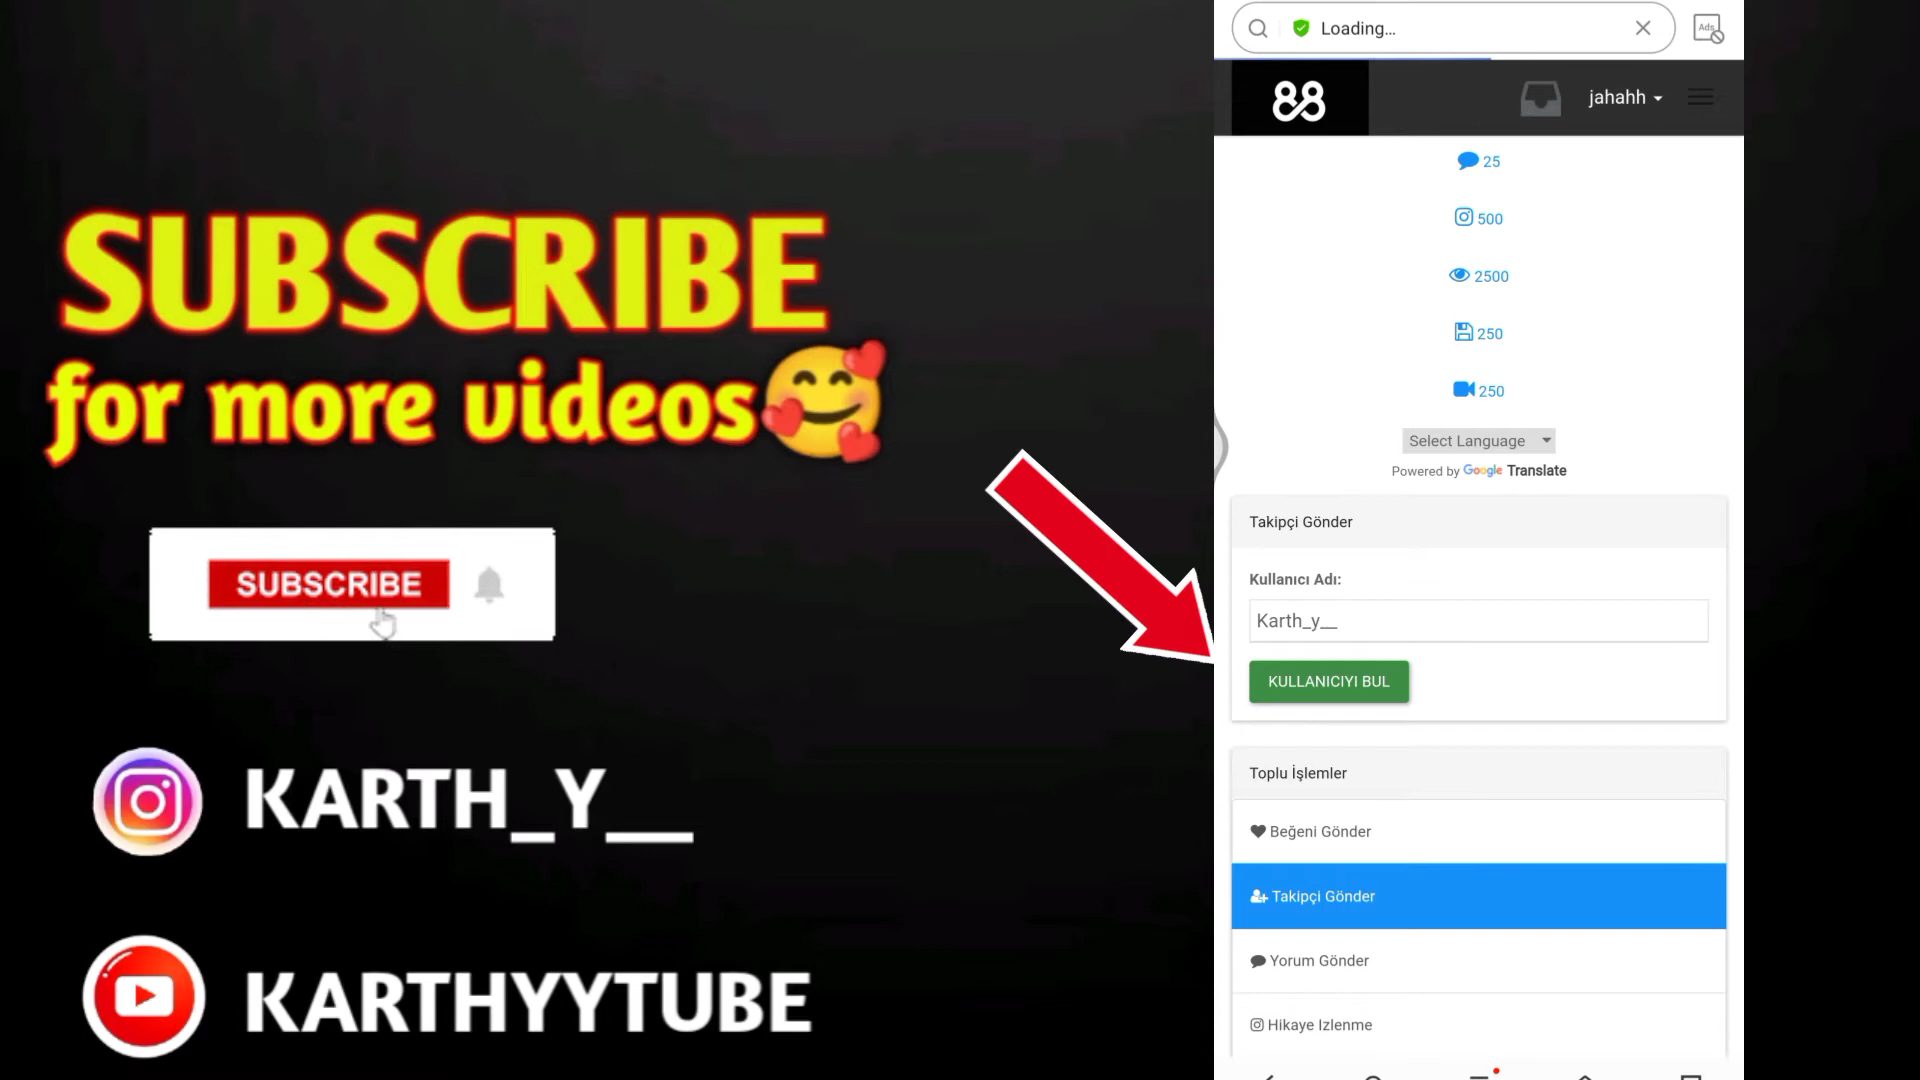 SUBSCRIBE
for more videos
SUBSCRIBE
KARTH_Y__
KARTHYYTUBE
Loading...
Ads
88
jahahh
25
500
2500
250
250
Select Language
Powered by Google Translate
Takipçi Gönder
Kullanıcı Adı:
Karth_y__
KULLANICIYI BUL
Toplu İşlemler
Beğeni Gönder
Takipçi Gönder
Yorum Gönder
Hikaye Izlenme